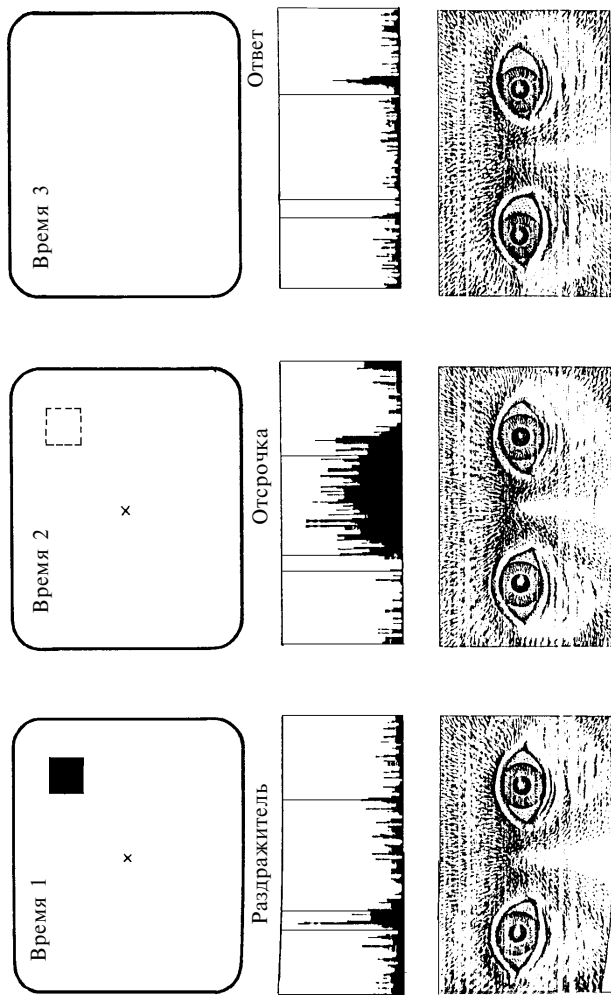 Время 1
Раздражитель
Время 2
Отсрочка
Время 3
Ответ